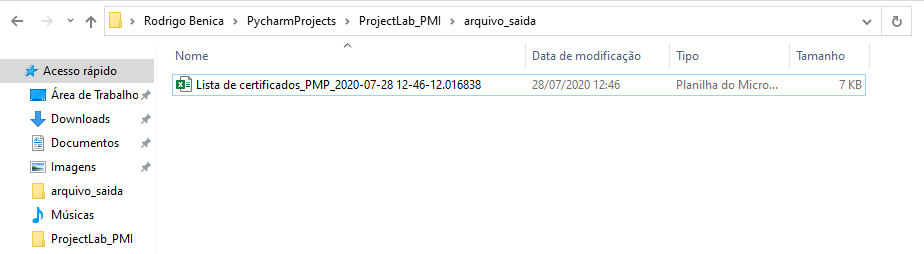 Rodrigo Benica > PycharmProjects > ProjectLab_PMI > arquivo_saida
Nome Data de modificação Tipo Tamanho
Acesso rápido
Lista de certificados_PMP_2020-07-28 12-46-12.016838 28/07/2020 12:46 Planilha do Micro... 7 KB
Área de Trabalho
Downloads
Documentos
Imagens
arquivo_saida
Músicas
ProjectLab_PMI